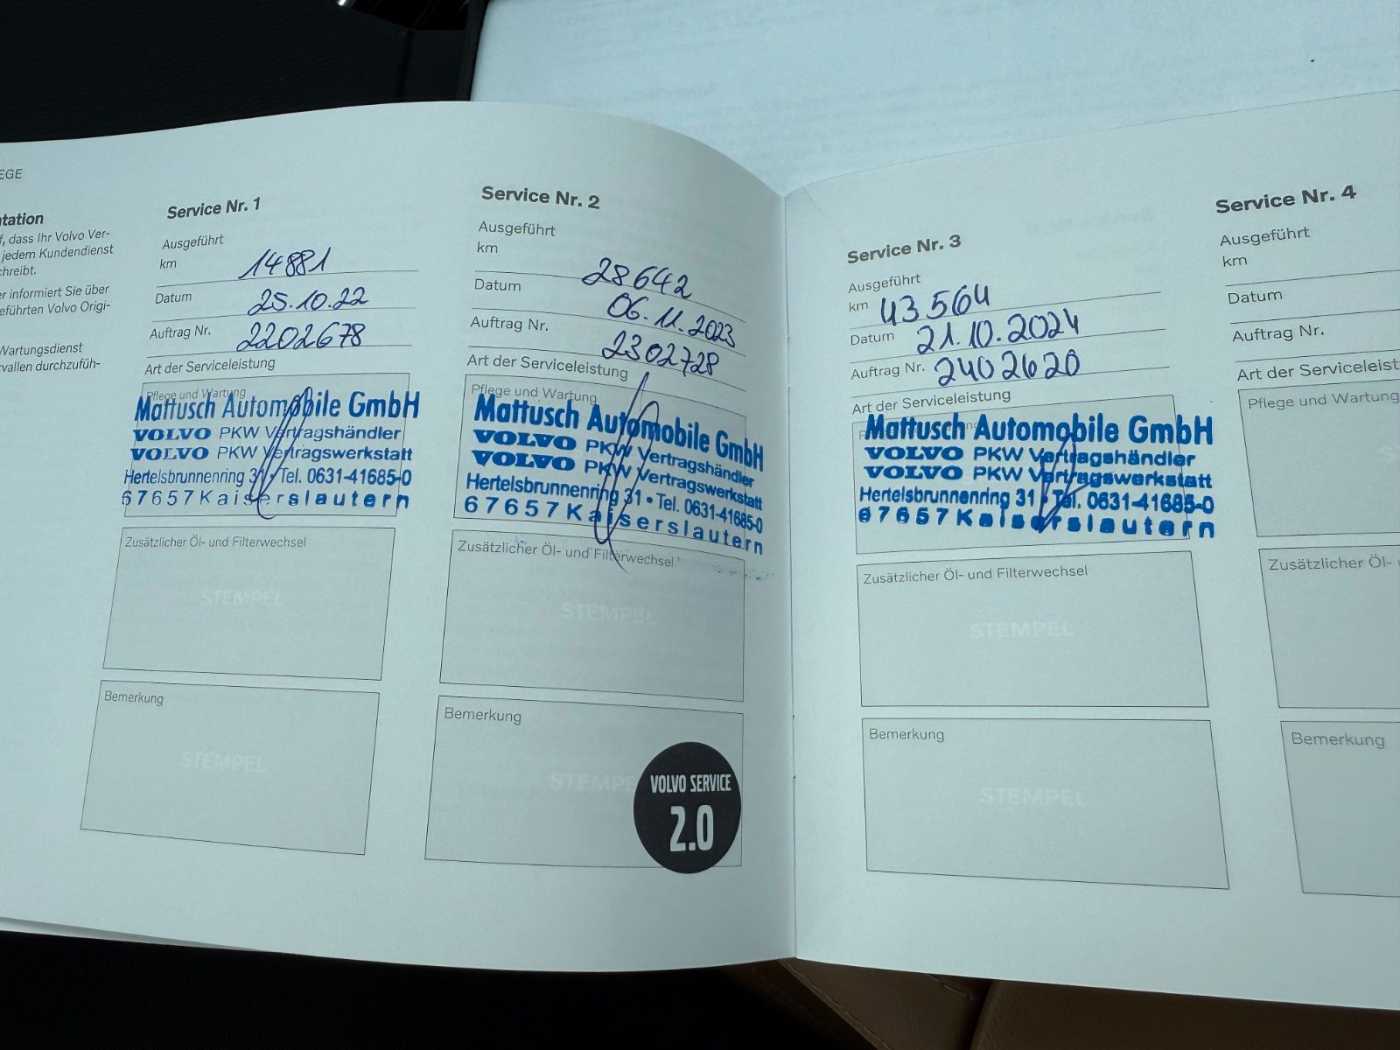 EGE
ntation
f, dass Ihr Volvo Ver-
jedem Kundendienst
chreibt.
er informiert Sie über
eführten Volvo Origi-
Wartungsdienst
rvallen durchzufüh-
Service Nr. 1
Ausgeführt
km 14881
Datum 25.10.22
Auftrag Nr. 2202678
Art der Serviceleistung
Pflege und Wartung
Mattusch Automobile GmbH
VOLVO PKW Vertragshändler
VOLVO PKW Vertragswerkstatt
Hertelsbrunnenring 31 • Tel. 0631-41685-0
67657 Kaiserslautern
Zusätzlicher Öl- und Filterwechsel
STEMPEL
Bemerkung
STEMPEL
Service Nr. 2
Ausgeführt
km 28642
Datum 06.11.2023
Auftrag Nr. 2302728
Art der Serviceleistung
Pflege und Wartung
Mattusch Automobile GmbH
VOLVO PKW Vertragshändler
VOLVO PKW Vertragswerkstatt
Hertelsbrunnenring 31 • Tel. 0631-41685-0
67657 Kaiserslautern
Zusätzlicher Öl- und Filterwechsel
STEMPEL
Bemerkung
STEMPE
VOLVO SERVICE
2.0
Service Nr. 3
Ausgeführt
km 43564
Datum 21.10.2024
Auftrag Nr. 2402620
Art der Serviceleistung
Mattusch Automobile GmbH
VOLVO PKW Vertragshändler
VOLVO PKW Vertragswerkstatt
Hertelsbrunnenring 31 • Tel. 0631-41685-0
67657 Kaiserslautern
Zusätzlicher Öl- und Filterwechsel
STEMPEL
Bemerkung
STEMPEL
Service Nr. 4
Ausgeführt
km
Datum
Auftrag Nr.
Art der Serviceleist
Pflege und Wartung
Zusätzlicher Öl-
Bemerkung